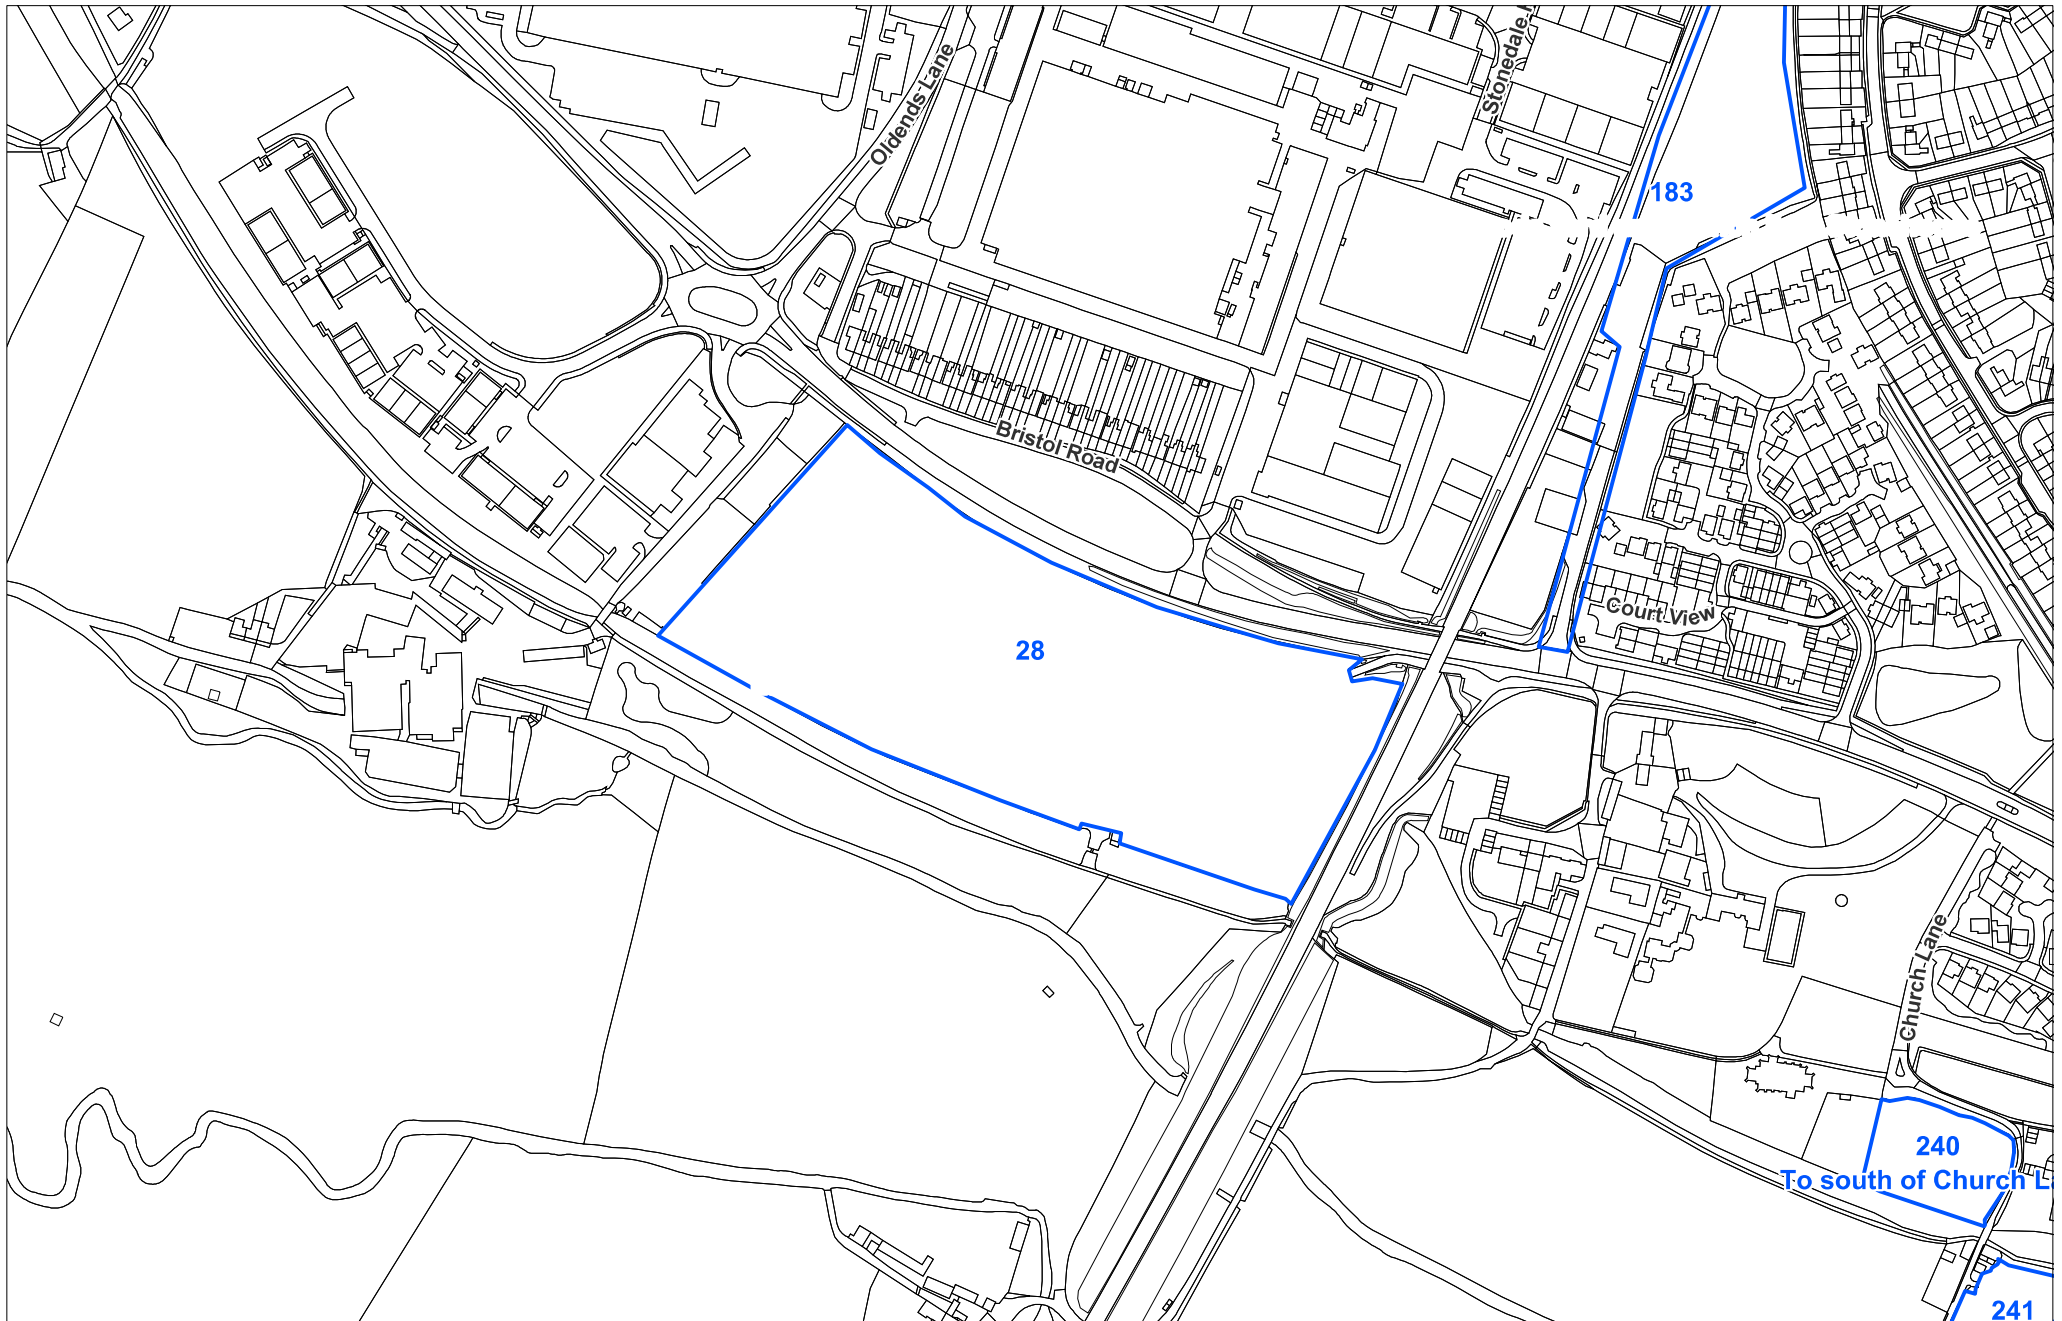 Oldends Lane
Stonedale
183
Bristol Road
Court View
28
Church Lane
240
To south of Church L
241